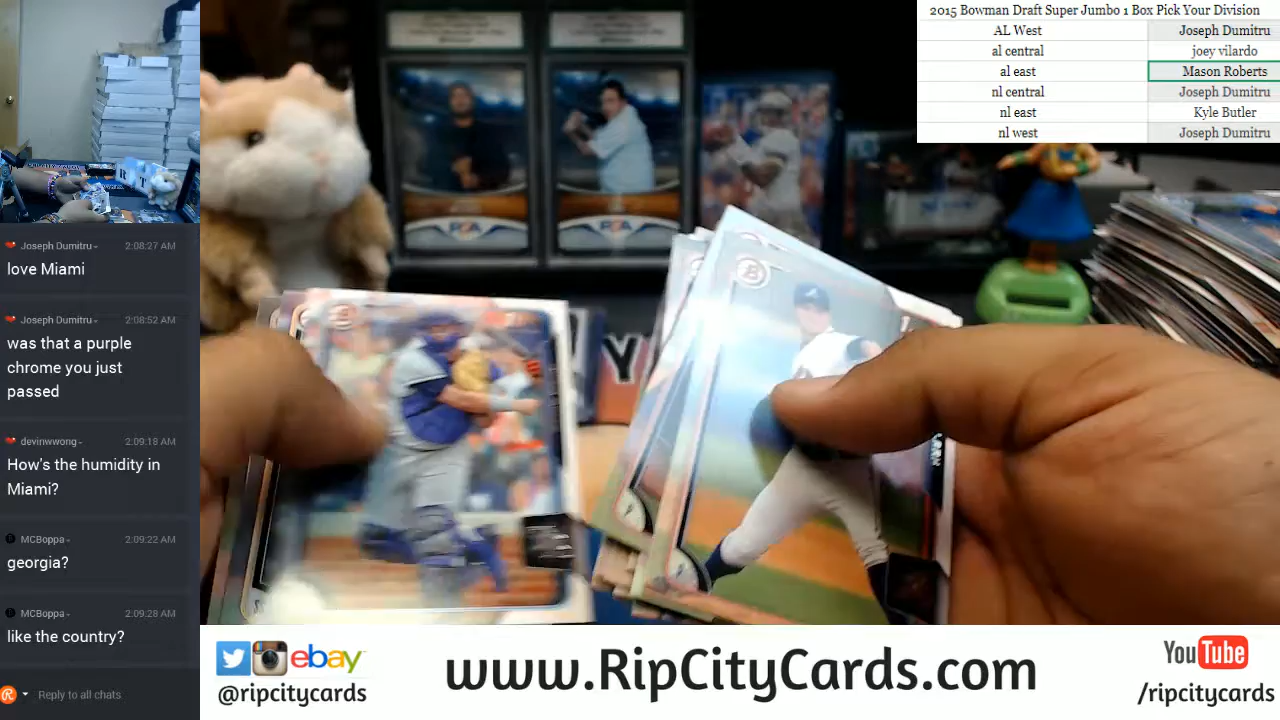 2015 Bowman Draft Super Jumbo 1 Box Pick Your Division
AL West Joseph Dumitru
al central joey vilardo
al east Mason Roberts
nl central Joseph Dumitru
nl east Kyle Butler
nl west Joseph Dumitru
Joseph Dumitru 2:08:27 AM
love Miami
Joseph Dumitru 2:08:52 AM
was that a purple
chrome you just
passed
devinwwong 2:09:18 AM
How's the humidity in
Miami?
MCBoppa 2:09:22 AM
georgia?
MCBoppa 2:09:28 AM
like the country?
Reply to all chats
ebay
@ripcitycards
www.RipCityCards.com
YouTube
/ripcitycards